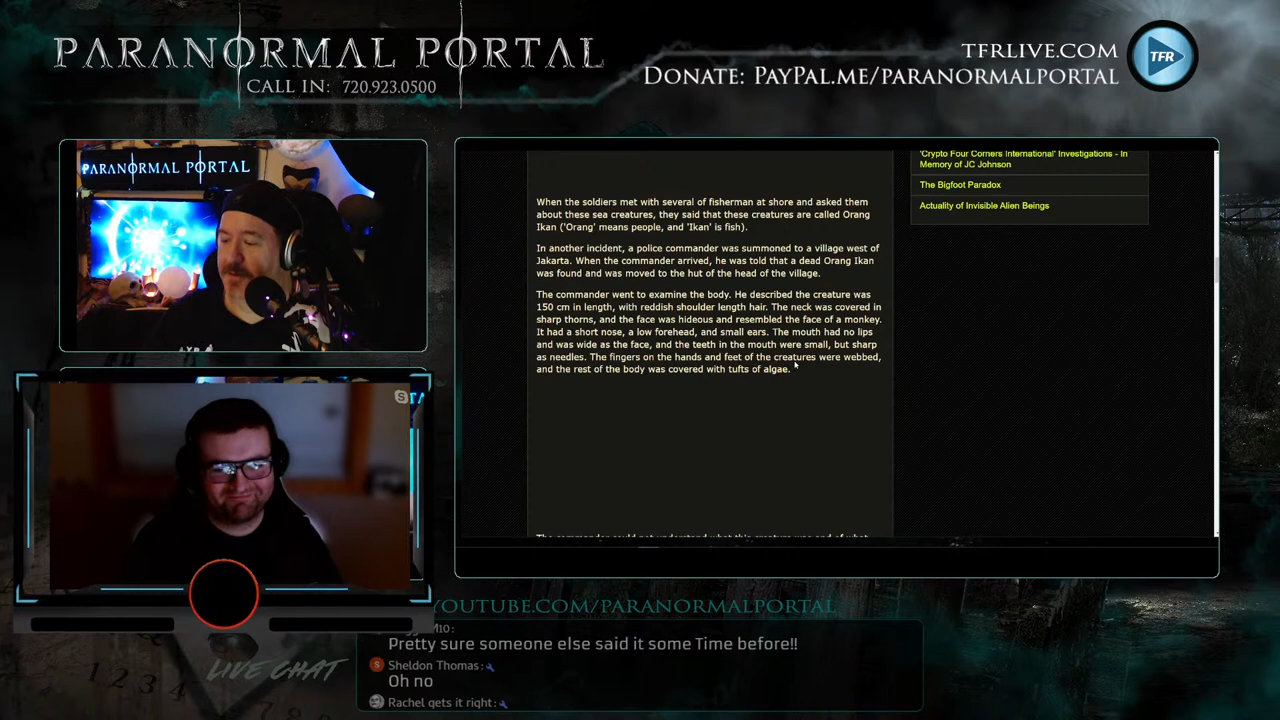 PARANORMAL PORTAL
CALL IN: 720.923.0500
TFRLIVE.COM
DONATE: PAYPAL.ME/PARANORMALPORTAL
TFR
PARANORMAL PORTAL
'Crypto Four Corners International' Investigations - In
Memory of JC Johnson
The Bigfoot Paradox
Actuality of Invisible Alien Beings
When the soldiers met with several of fisherman at shore and asked them
about these sea creatures, they said that these creatures are called Orang
Ikan ('Orang' means people, and 'Ikan' is fish).
In another incident, a police commander was summoned to a village west of
Jakarta. When the commander arrived, he was told that a dead Orang Ikan
was found and was moved to the hut of the head of the village.
The commander went to examine the body. He described the creature was
150 cm in length, with reddish shoulder length hair. The neck was covered in
sharp thorns, and the face was hideous and resembled the face of a monkey.
It had a short nose, a low forehead, and small ears. The mouth had no lips
and was wide as the face, and the teeth in the mouth were small, but sharp
as needles. The fingers on the hands and feet of the creatures were webbed,
and the rest of the body was covered with tufts of algae.
YOUTUBE.COM/PARANORMALPORTAL
LIVE CHAT
Pretty sure someone else said it some Time before!!
S
Sheldon Thomas:
Oh no
Rachel gets it right:
1 2 3 4